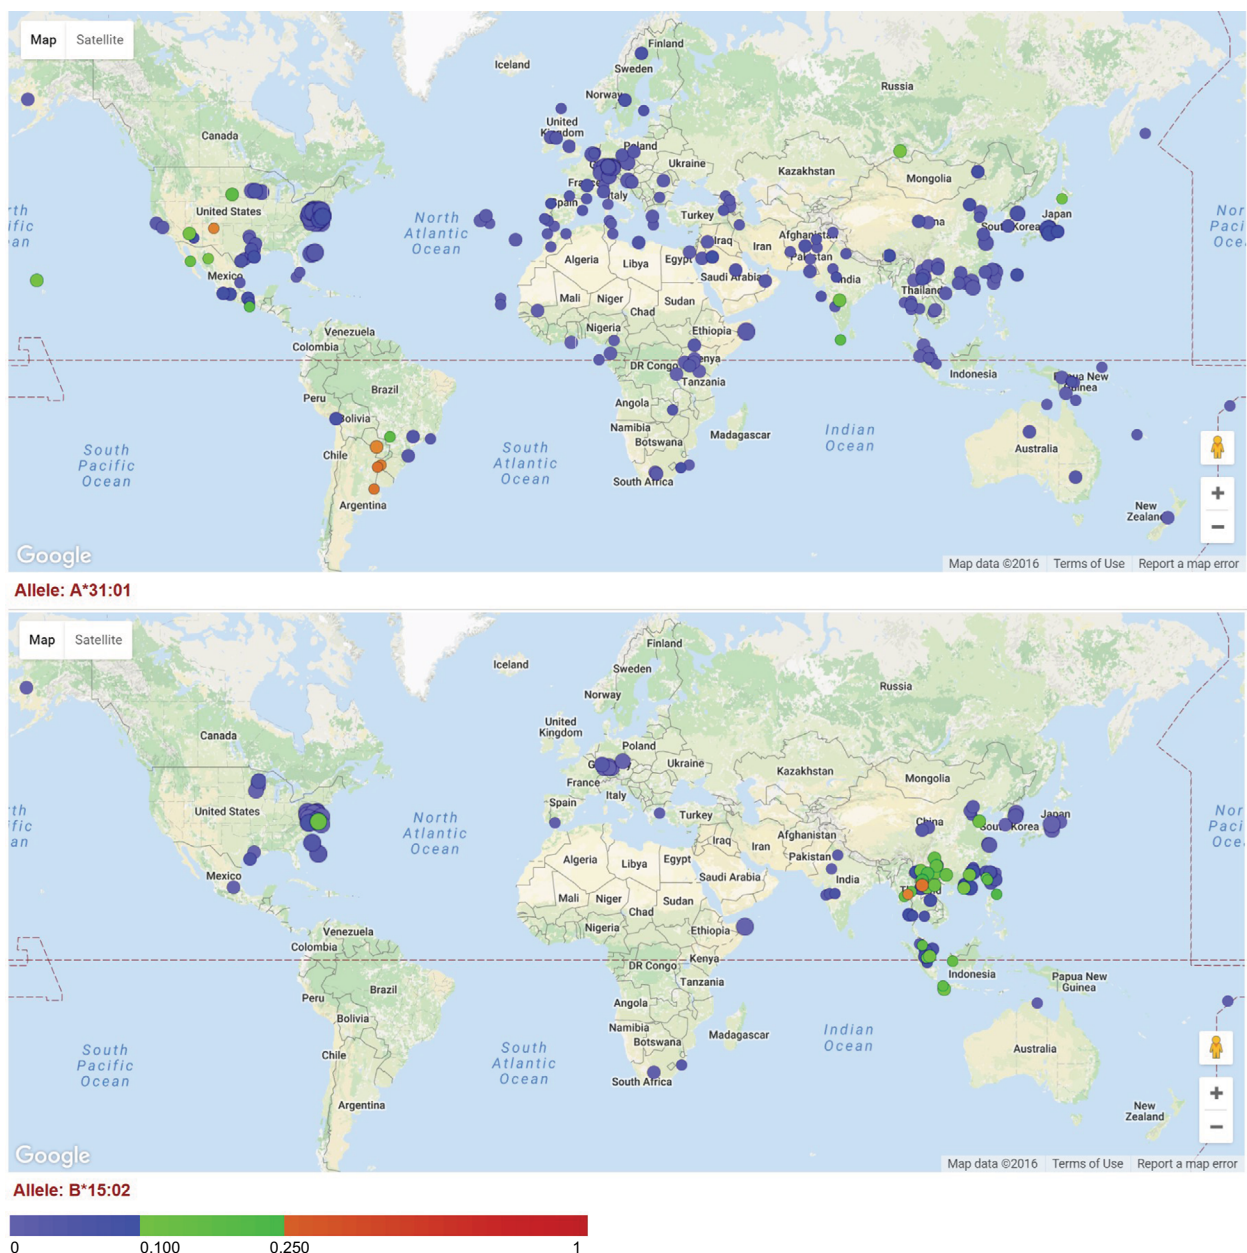 Map Satellite
Finland
Iceland
Sweden
Russia
Norway
United
Kingdom
Canada
Poland
Ukraine
Kazakhstan
Mongolia
France
Italy
United States
Spain
Turkey
Japan
South Korea
North
Atlantic
Ocean
Afghanistan
Iraq
Iran
Pakistan
Algeria
Libya
Egypt
Saudi Arabia
India
Mexico
Thailand
Mali Niger
Sudan
Chad
Nigeria
Ethiopia
Venezuela
Colombia
DR Congo
Kenya
Tanzania
Indonesia
Papua New
Guinea
Peru
Brazil
Angola
Bolivia
Namibia
Botswana
Madagascar
Indian
Ocean
South
Pacific
Ocean
South
Atlantic
Ocean
Chile
Australia
South Africa
Argentina
New
Zealand
+
−
Google
Map data ©2016 Terms of Use Report a map error
Allele: A*31:01
Map Satellite
Finland
Iceland
Sweden
Russia
Norway
United
Kingdom
Canada
Poland
Ukraine
Kazakhstan
Mongolia
France
Italy
United States
Spain
Turkey
China
Japan
South Korea
North
Atlantic
Ocean
Afghanistan
Iraq
Iran
Pakistan
Algeria
Libya
Egypt
Saudi Arabia
India
Mexico
Mali Niger
Sudan
Chad
Nigeria
Ethiopia
Venezuela
Colombia
DR Congo
Kenya
Tanzania
Indonesia
Papua New
Guinea
Peru
Brazil
Angola
Bolivia
Namibia
Botswana
Madagascar
Indian
Ocean
South
Pacific
Ocean
South
Atlantic
Ocean
Chile
Australia
South Africa
Argentina
New
Zealand
+
−
Google
Map data ©2016 Terms of Use Report a map error
Allele: B*15:02
0 0.100 0.250 1